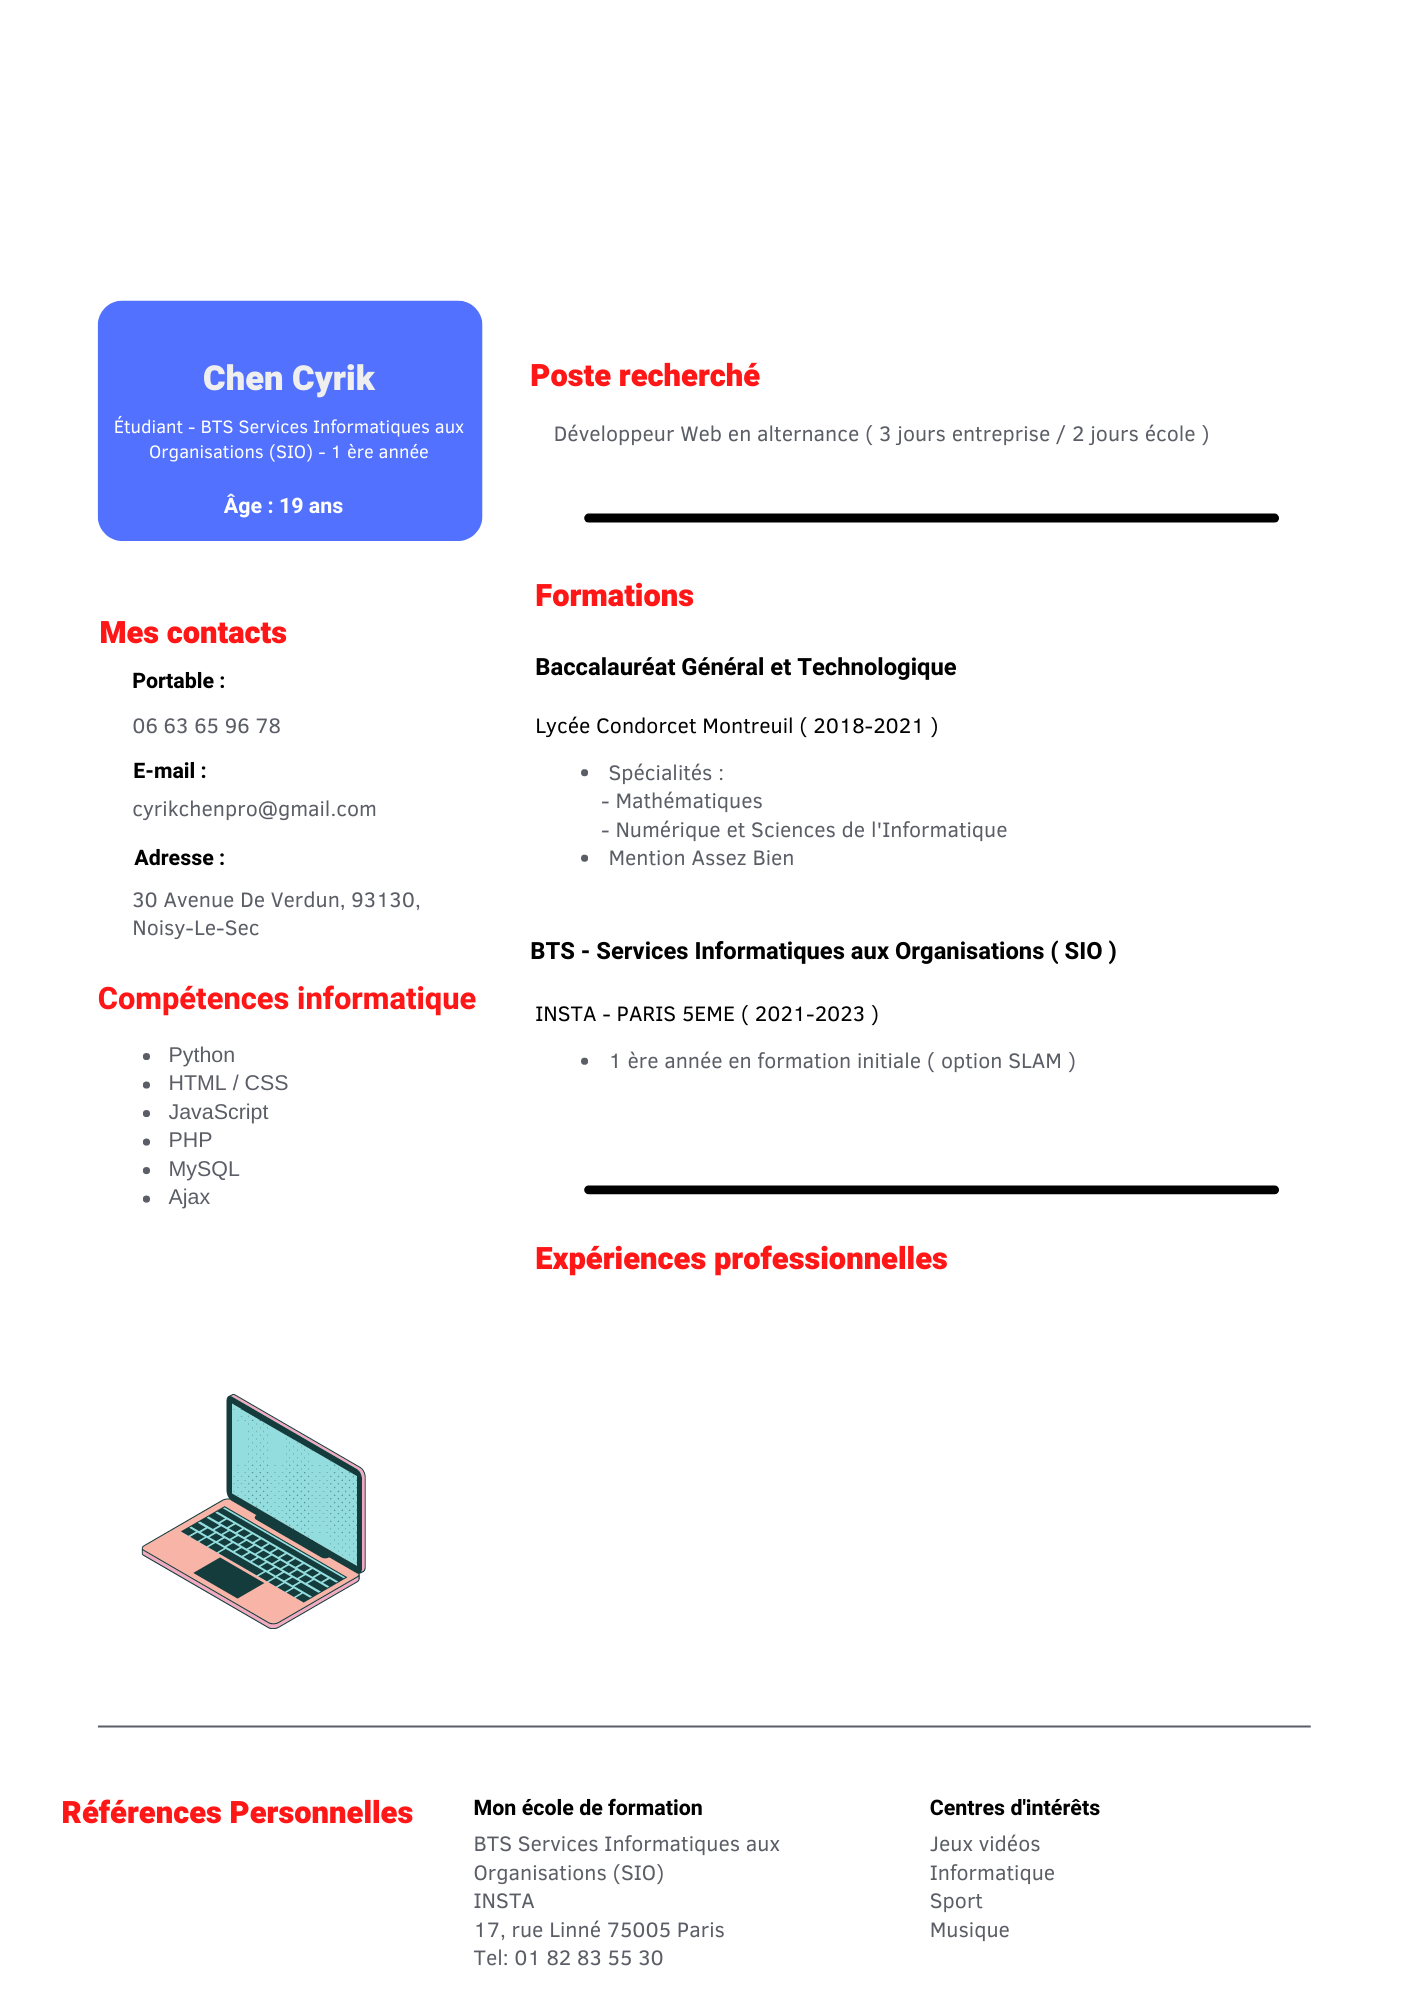 Chen Cyrik
Étudiant - BTS Services Informatiques aux
Organisations (SIO) - 1 ère année
Âge : 19 ans
Mes contacts
Portable :
06 63 65 96 78
E-mail :
cyrikchenpro@gmail.com
Adresse :
30 Avenue De Verdun, 93130,
Noisy-Le-Sec
Compétences informatique
• Python
• HTML / CSS
• JavaScript
• PHP
• MySQL
• Ajax
Poste recherché
Développeur Web en alternance ( 3 jours entreprise / 2 jours école )
Formations
Baccalauréat Général et Technologique
Lycée Condorcet Montreuil ( 2018-2021 )
• Spécialités :
- Mathématiques
- Numérique et Sciences de l'Informatique
• Mention Assez Bien
BTS - Services Informatiques aux Organisations ( SIO )
INSTA - PARIS 5EME ( 2021-2023 )
• 1 ère année en formation initiale ( option SLAM )
Expériences professionnelles
Références Personnelles
Mon école de formation
BTS Services Informatiques aux
Organisations (SIO)
INSTA
17, rue Linné 75005 Paris
Tel: 01 82 83 55 30
Centres d'intérêts
Jeux vidéos
Informatique
Sport
Musique